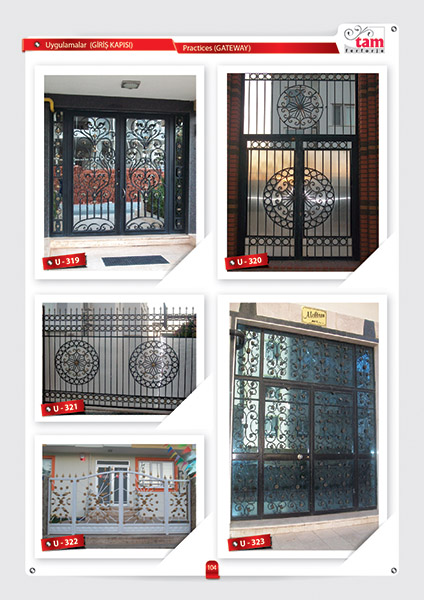 Uygulamalar (GİRİŞ KAPISI)
Practices (GATEWAY)
tam
ferforje
U - 319
U - 320
U - 321
U - 322
U - 323
104